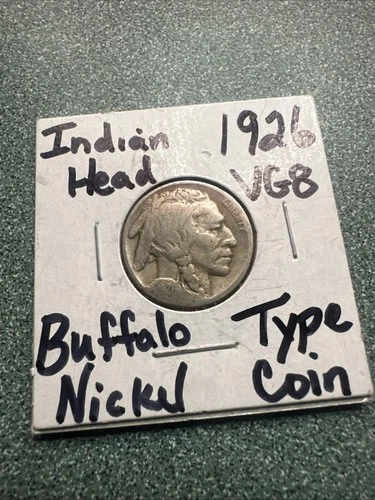 Indian 1926
Head VG8
LIBERTY
Buffalo Type
Nickel Coin